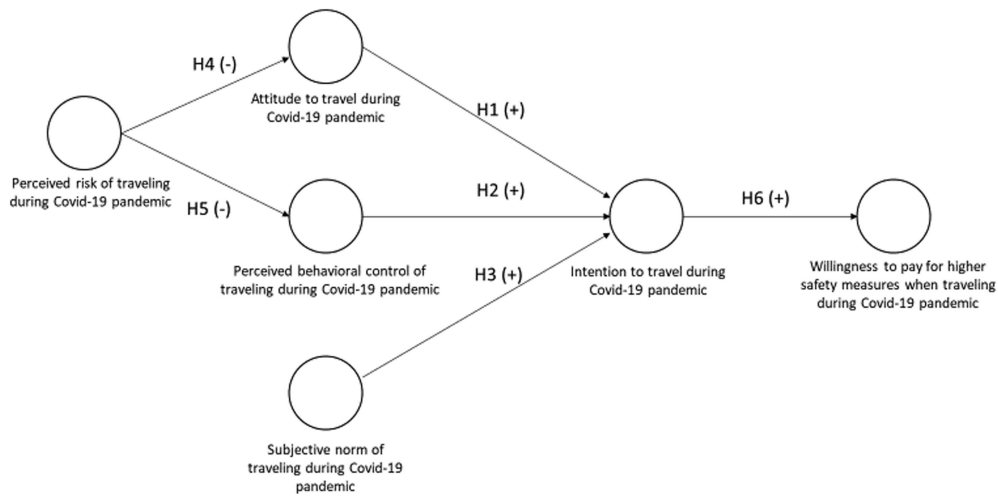 H4 (-)
Attitude to travel during
Covid-19 pandemic
H1 (+)
Perceived risk of traveling
during Covid-19 pandemic
H5 (-)
H2 (+)
Perceived behavioral control of
traveling during Covid-19 pandemic
H3 (+)
Intention to travel during
Covid-19 pandemic
H6 (+)
Willingness to pay for higher
safety measures when traveling
during Covid-19 pandemic
Subjective norm of
traveling during Covid-19
pandemic